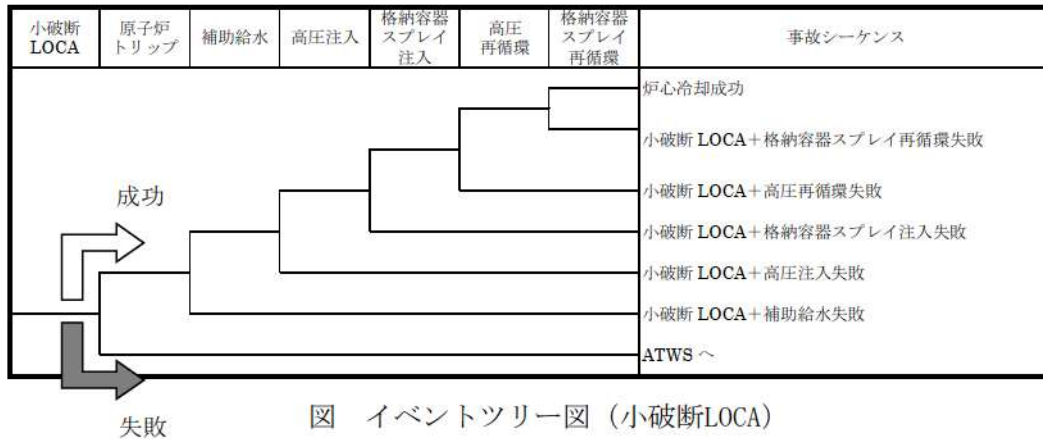 小破断
LOCA
原子炉
トリップ
補助給水
高圧注入
格納容器
スプレイ
注入
高圧
再循環
格納容器
スプレイ
再循環
事故シーケンス
炉心冷却成功
小破断 LOCA＋格納容器スプレイ再循環失敗
小破断 LOCA＋高圧再循環失敗
小破断 LOCA＋格納容器スプレイ注入失敗
小破断 LOCA＋高圧注入失敗
小破断 LOCA＋補助給水失敗
ATWS へ
成功
失敗
図　イベントツリー図（小破断LOCA）